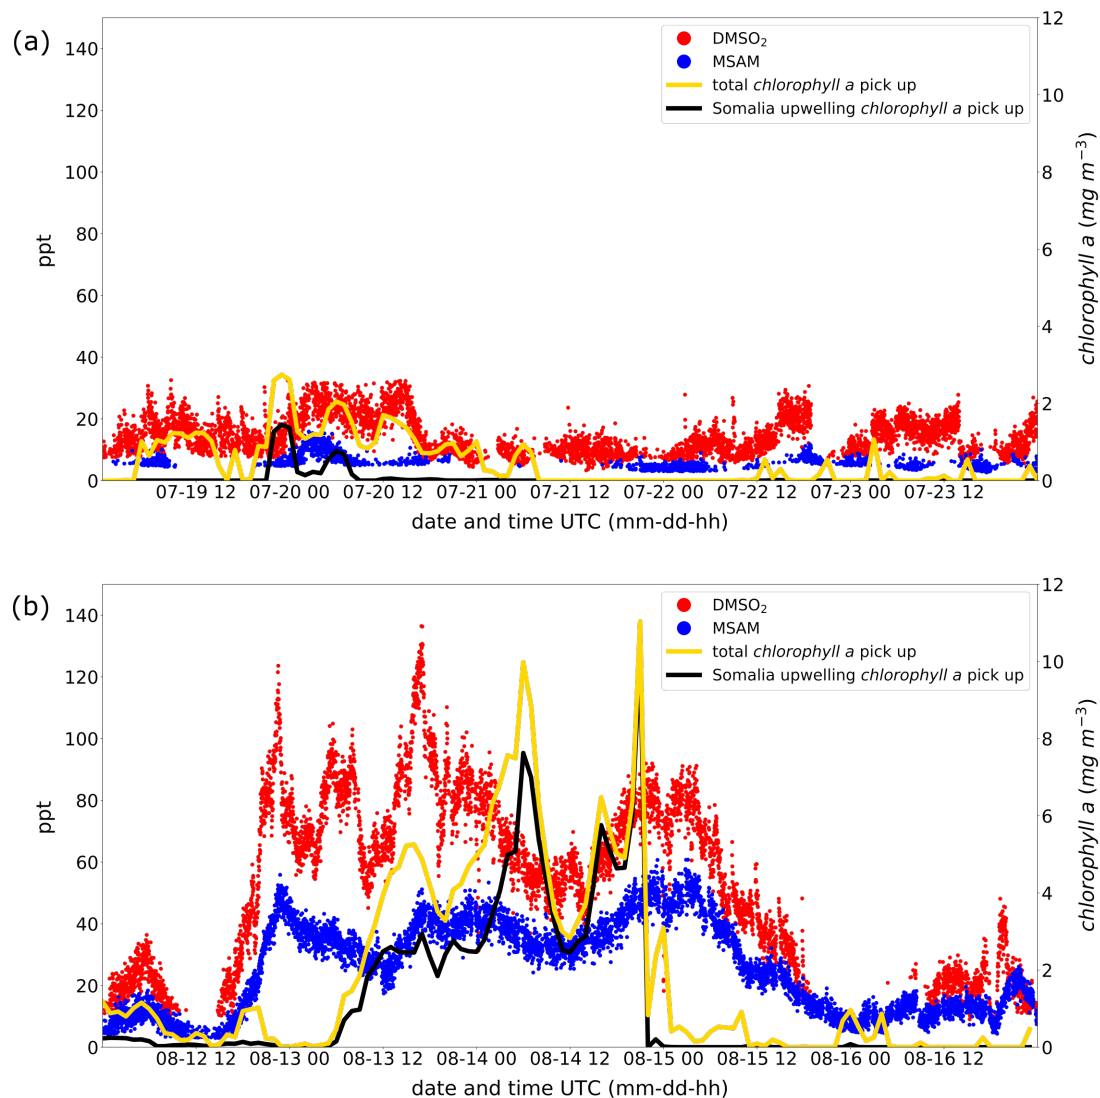 (a)
140
120
100
80
60
40
20
0
ppt
12
10
8
6
4
2
0
chlorophyll a (mg m⁻³)
DMSO₂
MSAM
total chlorophyll a pick up
Somalia upwelling chlorophyll a pick up
07-19 12 07-20 00 07-20 12 07-21 00 07-21 12 07-22 00 07-22 12 07-23 00 07-23 12
date and time UTC (mm-dd-hh)
(b)
140
120
100
80
60
40
20
0
ppt
12
10
8
6
4
2
0
chlorophyll a (mg m⁻³)
DMSO₂
MSAM
total chlorophyll a pick up
Somalia upwelling chlorophyll a pick up
08-12 12 08-13 00 08-13 12 08-14 00 08-14 12 08-15 00 08-15 12 08-16 00 08-16 12
date and time UTC (mm-dd-hh)